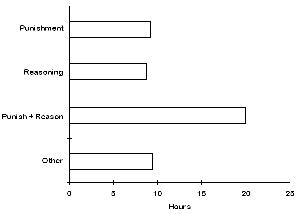 Punishment
Reasoning
Punish + Reason
Other
0 5 10 15 20 25
Hours